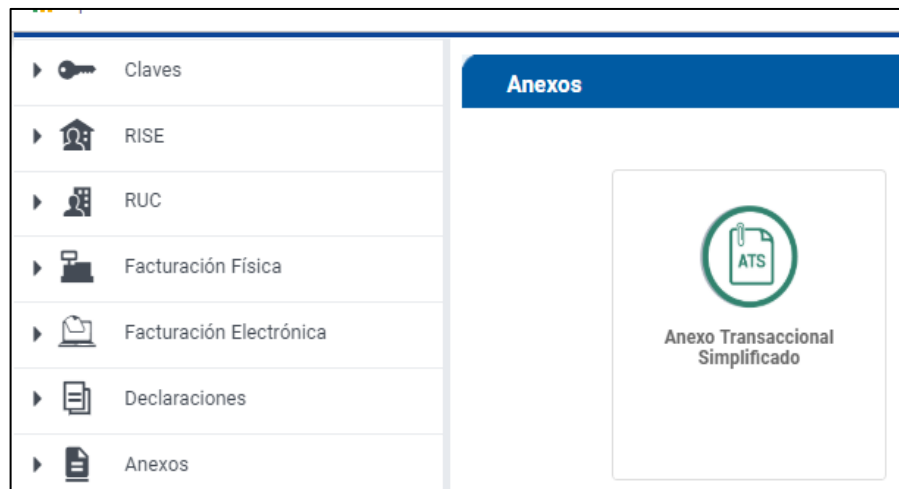 Claves
RISE
RUC
Facturación Física
Facturación Electrónica
Declaraciones
Anexos
Anexos
ATS
Anexo Transaccional
Simplificado